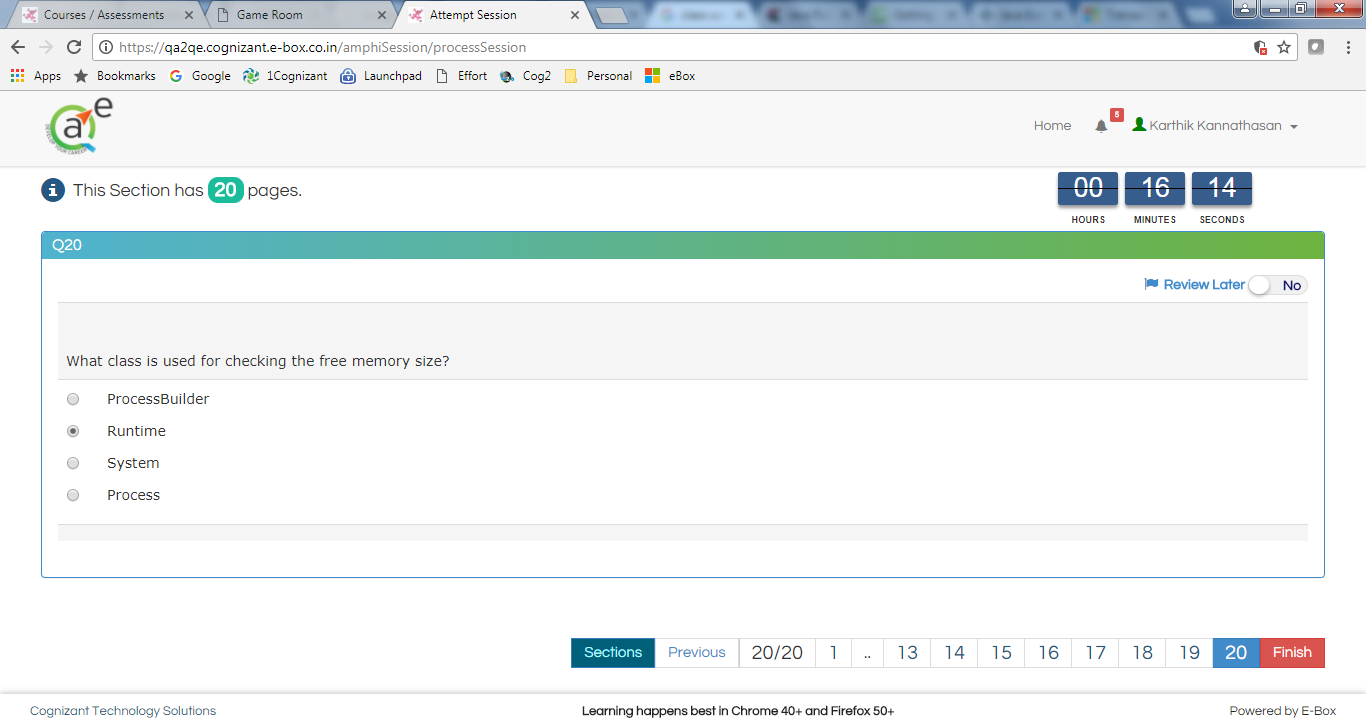 Courses / Assessments
Game Room
Attempt Session
https://qa2qe.cognizant.e-box.co.in/amphiSession/processSession
Apps
Bookmarks
Google
1Cognizant
Launchpad
Effort
Cog2
Personal
eBox
a e
Home
5
Karthik Kannathasan
This Section has 20 pages.
00 16 14
HOURS MINUTES SECONDS
Q20
Review Later No
What class is used for checking the free memory size?
ProcessBuilder
Runtime
System
Process
Sections Previous 20/20 1 .. 13 14 15 16 17 18 19 20 Finish
Cognizant Technology Solutions
Learning happens best in Chrome 40+ and Firefox 50+
Powered by E-Box